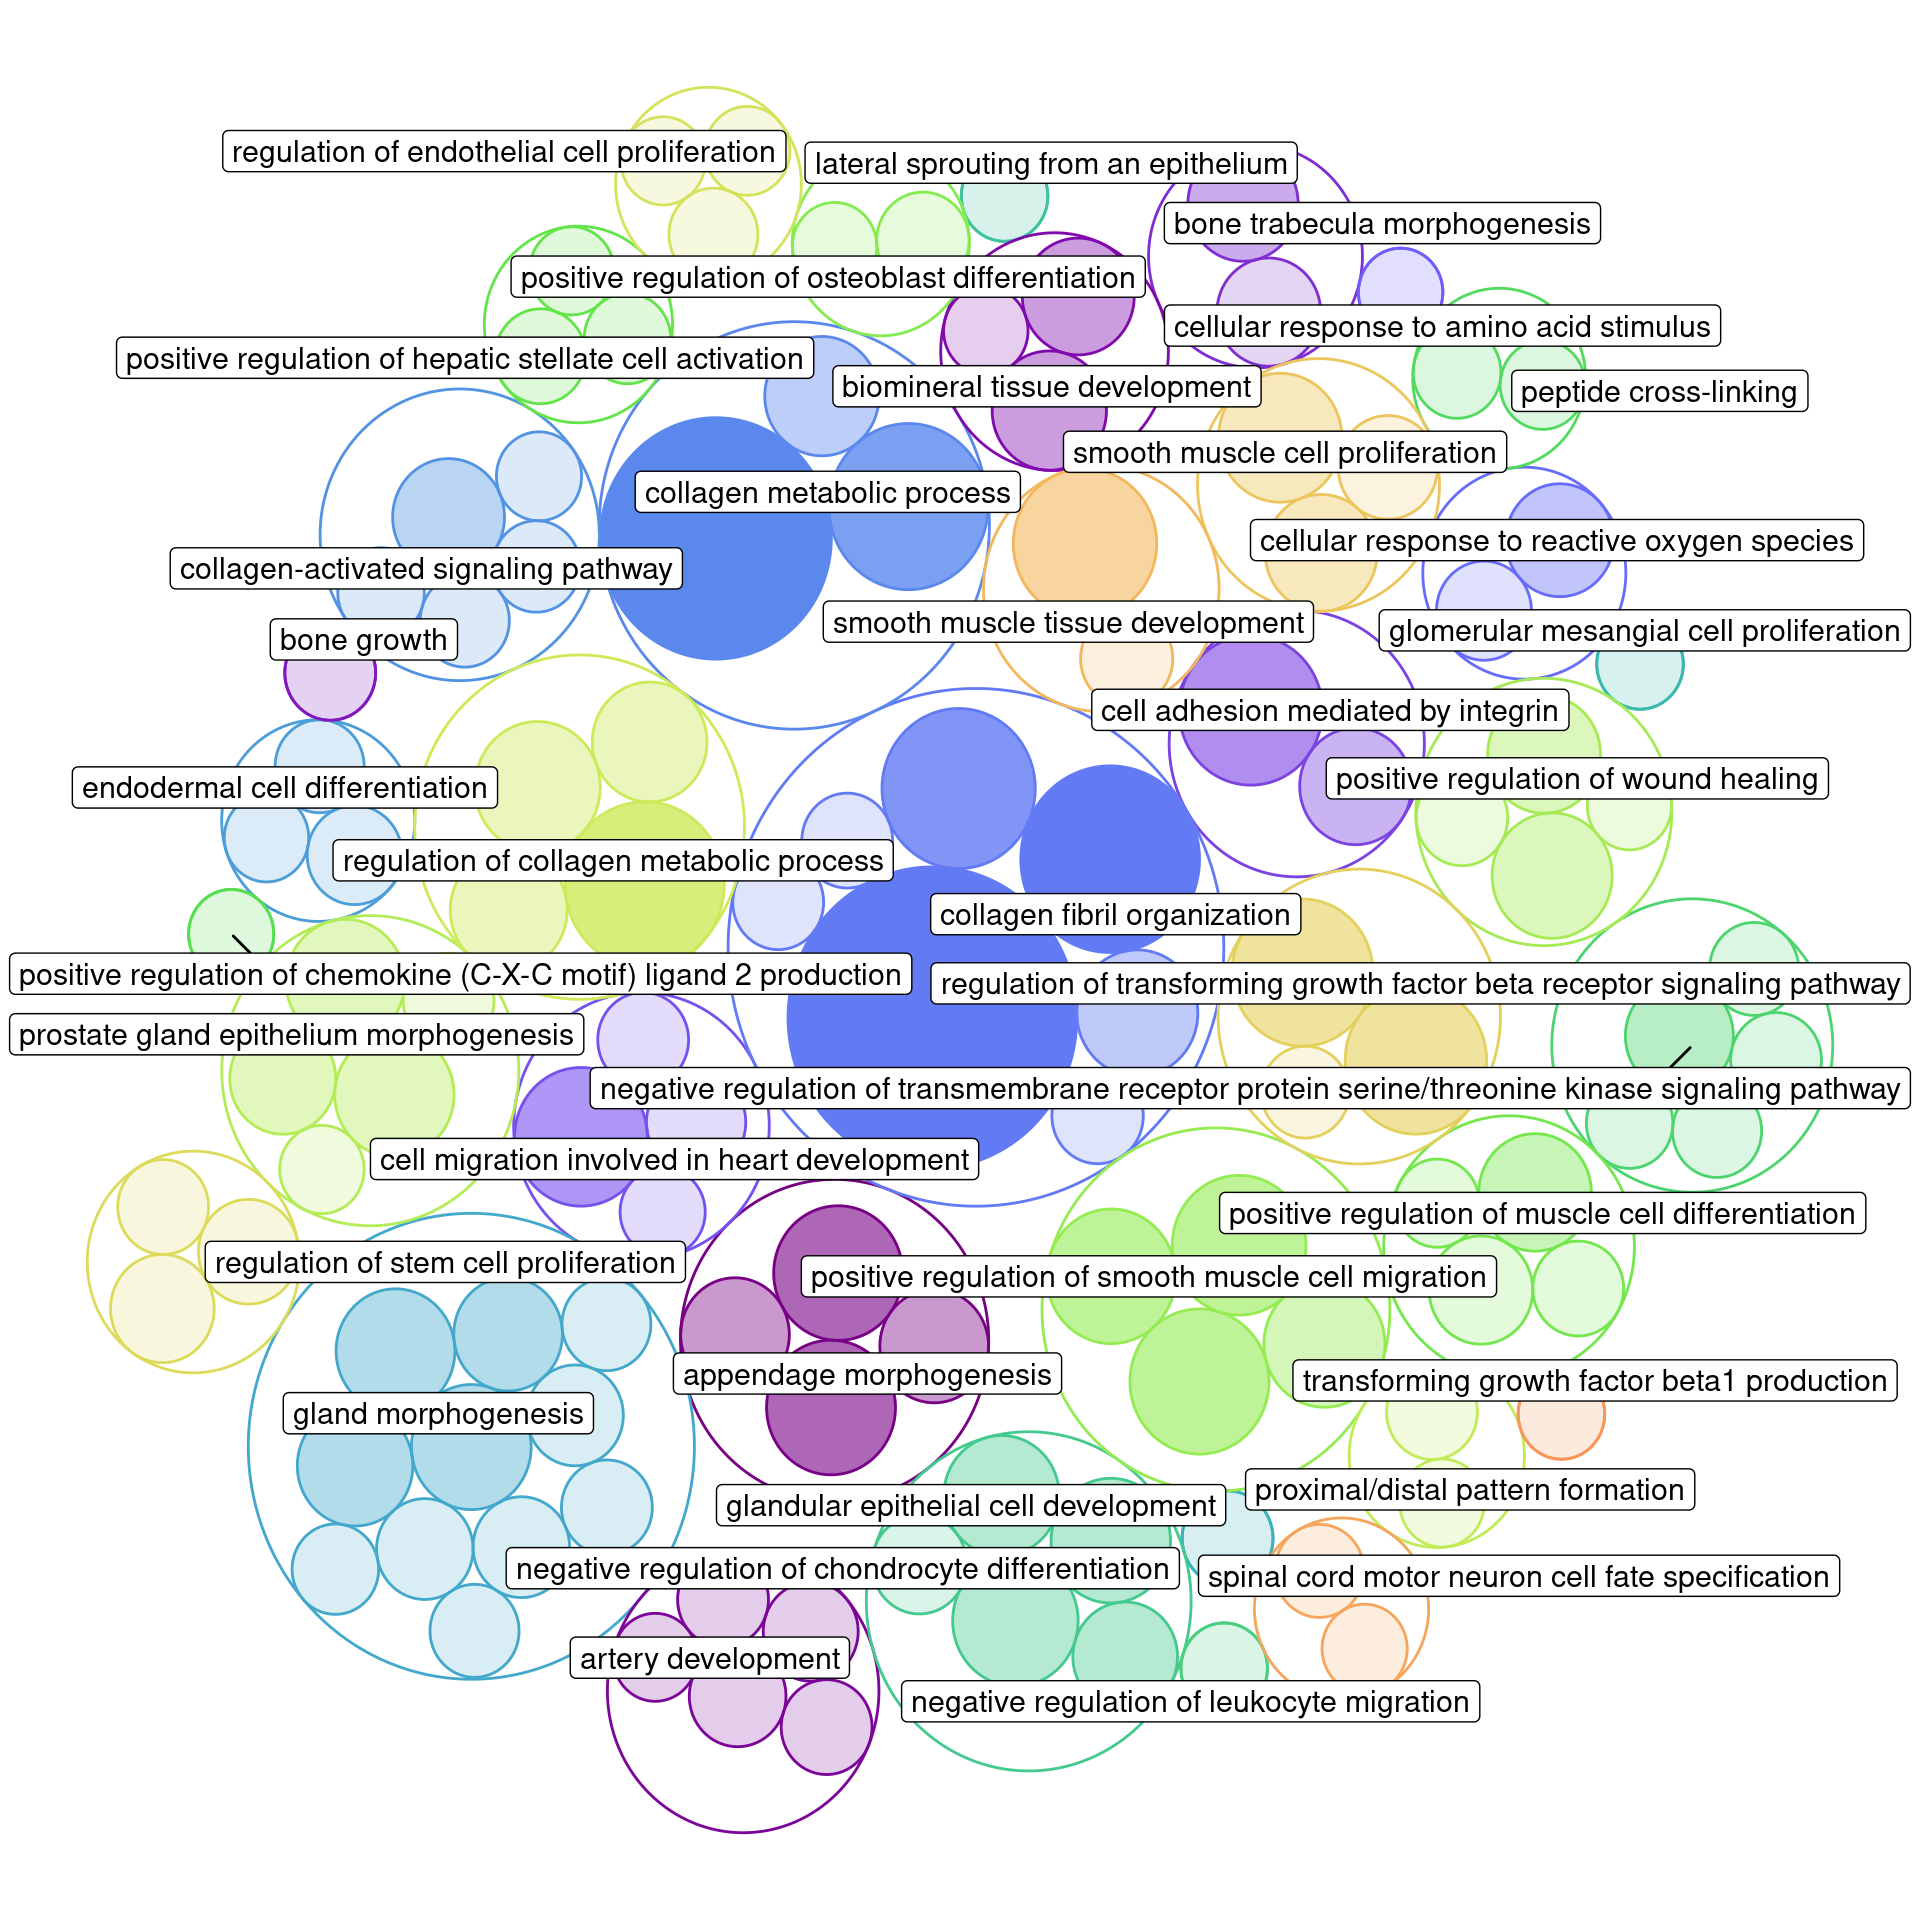 regulation of endothelial cell proliferation
lateral sprouting from an epithelium
bone trabecula morphogenesis
positive regulation of osteoblast differentiation
cellular response to amino acid stimulus
positive regulation of hepatic stellate cell activation
biomineral tissue development
peptide cross-linking
smooth muscle cell proliferation
collagen metabolic process
cellular response to reactive oxygen species
collagen-activated signaling pathway
smooth muscle tissue development
glomerular mesangial cell proliferation
bone growth
cell adhesion mediated by integrin
positive regulation of wound healing
endodermal cell differentiation
regulation of collagen metabolic process
collagen fibril organization
positive regulation of chemokine (C-X-C motif) ligand 2 production
regulation of transforming growth factor beta receptor signaling pathway
prostate gland epithelium morphogenesis
negative regulation of transmembrane receptor protein serine/threonine kinase signaling pathway
cell migration involved in heart development
positive regulation of muscle cell differentiation
regulation of stem cell proliferation
positive regulation of smooth muscle cell migration
appendage morphogenesis
transforming growth factor beta1 production
gland morphogenesis
proximal/distal pattern formation
glandular epithelial cell development
negative regulation of chondrocyte differentiation
spinal cord motor neuron cell fate specification
artery development
negative regulation of leukocyte migration